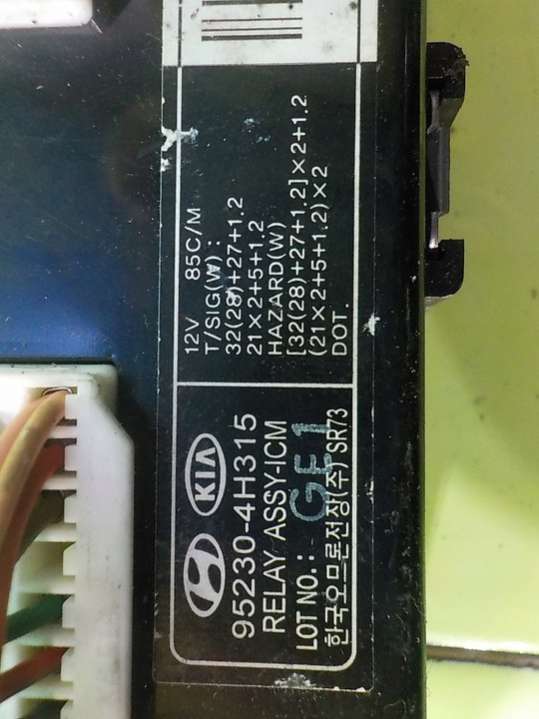 KIA
95230-4H315
RELAY ASSY-ICM
LOT NO.: GE1
한국오므론전장(주) SR73
12V 85C/M
T/SIG(W) :
32(28)+27+1.2
21×2+5+1.2
HAZARD(W)
[32(28)+27+1.2]×2+1.2
(21×2+5+1.2)×2
DOT.